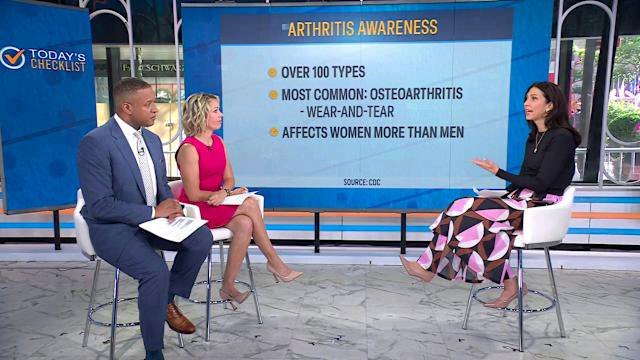 TODAY'S
CHECKLIST
ARTHRITIS AWARENESS
OVER 100 TYPES
MOST COMMON: OSTEOARTHRITIS
- WEAR-AND-TEAR
AFFECTS WOMEN MORE THAN MEN
SOURCE: CDC